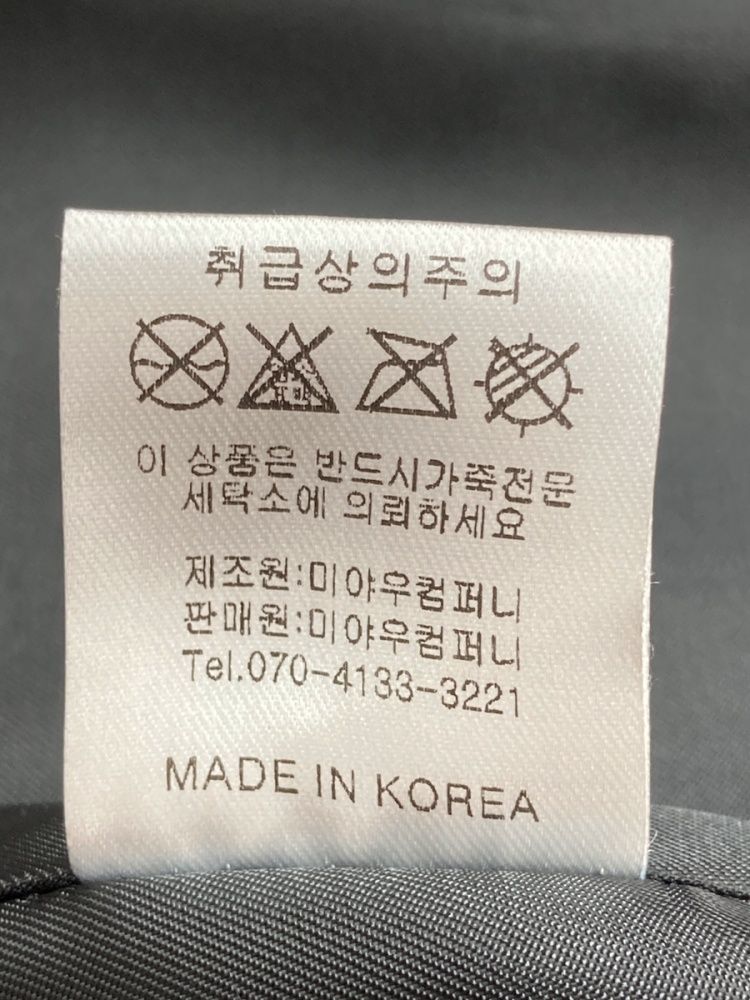 취급상의주의
이 상품은 반드시가죽전문
세탁소에 의뢰하세요
제조원:미야우컴퍼니
판매원:미야우컴퍼니
Tel.070-4133-3221
MADE IN KOREA